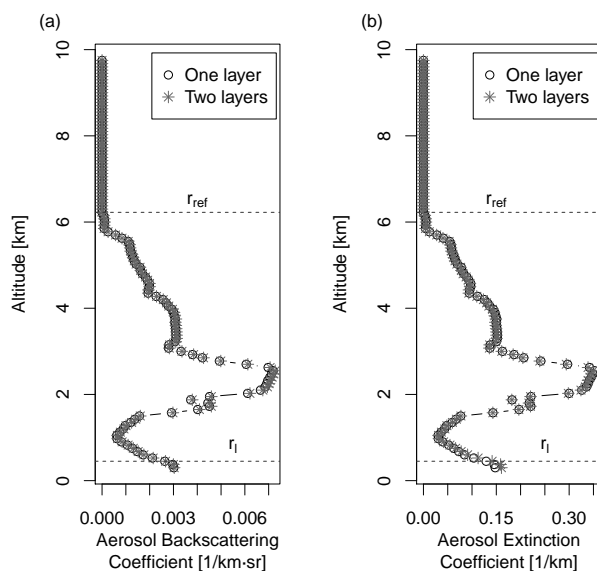 (a)
One layer
Two layers
r_ref
r_l
Altitude [km]
0
2
4
6
8
10
0.000
0.003
0.006
Aerosol Backscattering
Coefficient [1/km·sr]
(b)
One layer
Two layers
r_ref
r_l
Altitude [km]
0
2
4
6
8
10
0.00
0.15
0.30
Aerosol Extinction
Coefficient [1/km]